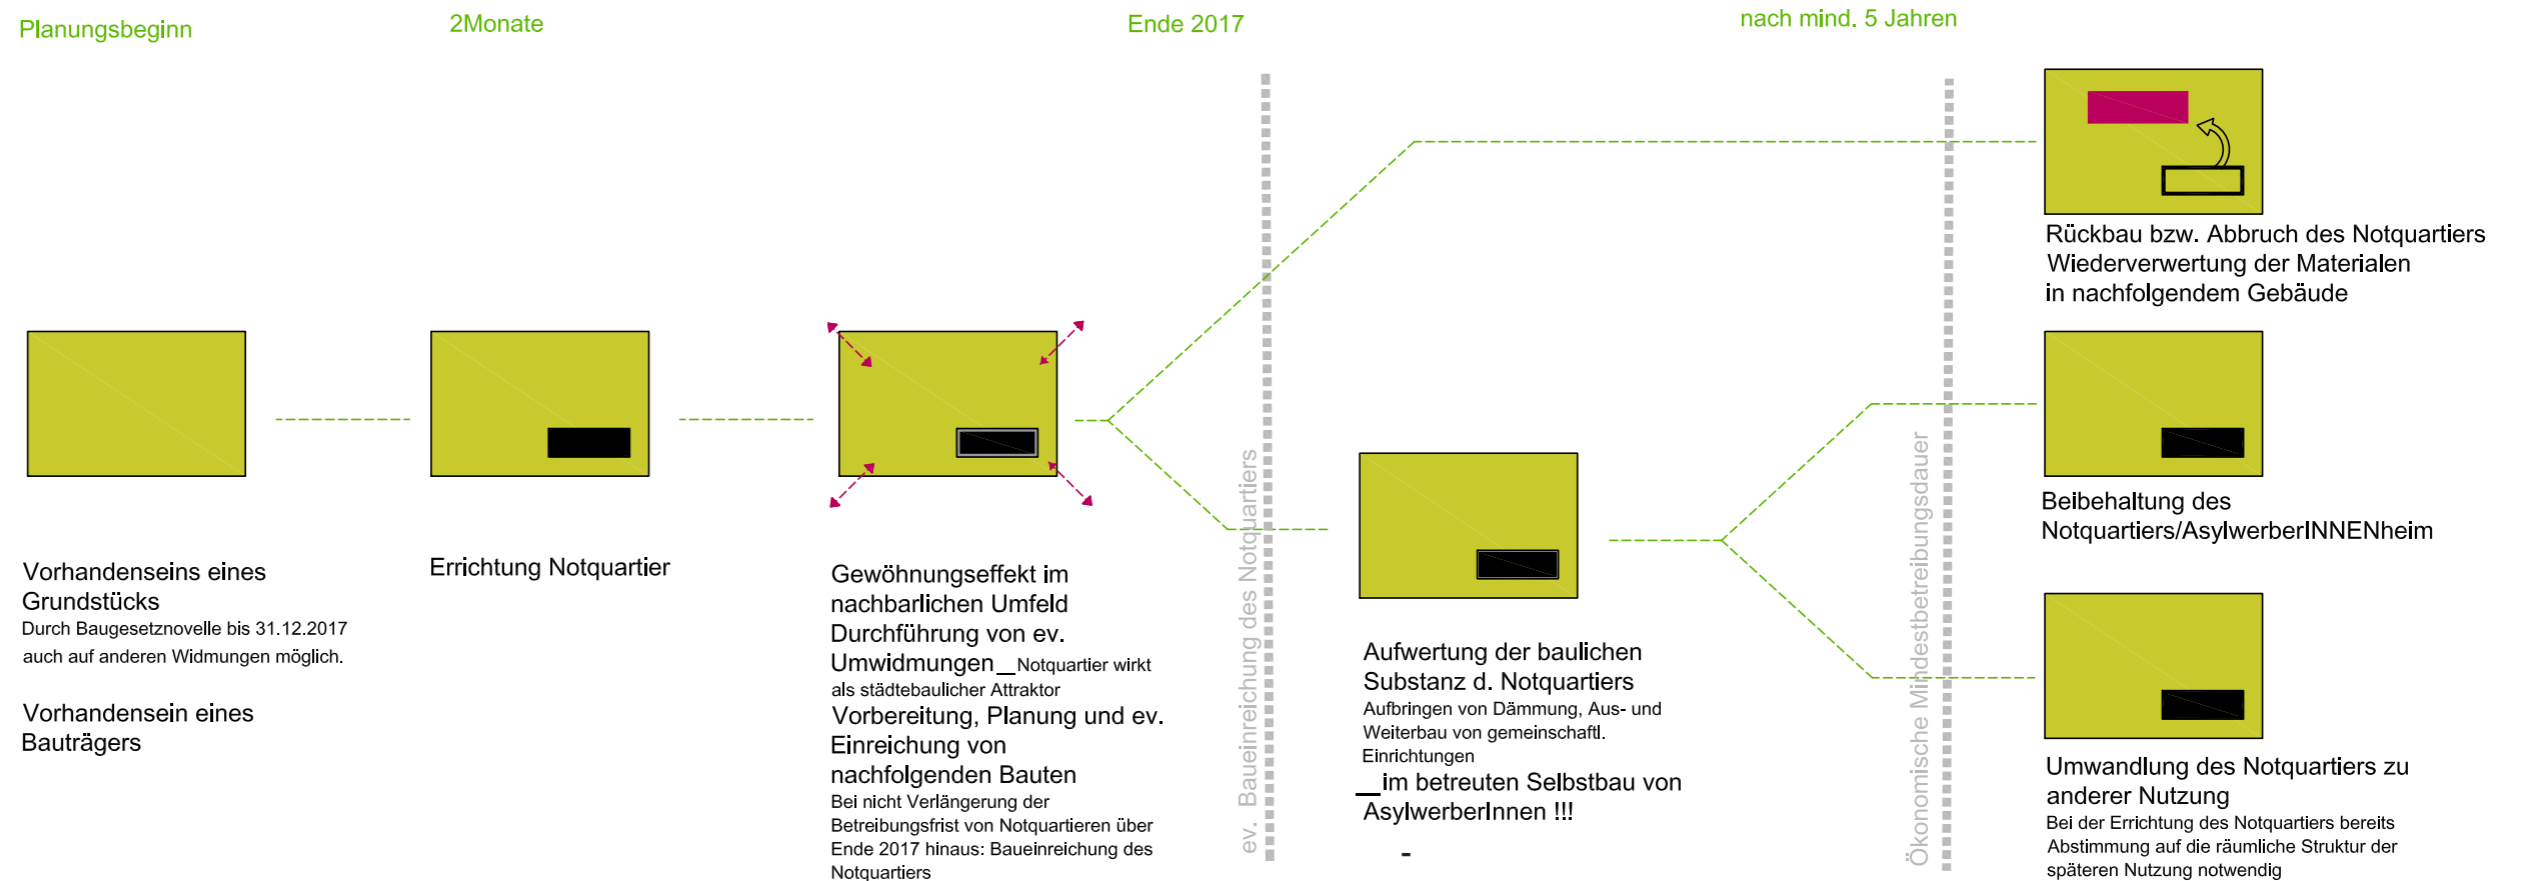 Planungsbeginn
2Monate
Ende 2017
nach mind. 5 Jahren
Vorhandenseins eines
Grundstücks
Durch Baugesetznovelle bis 31.12.2017
auch auf anderen Widmungen möglich.
Vorhandensein eines
Bauträgers
Errichtung Notquartier
Gewöhnungseffekt im
nachbarlichen Umfeld
Durchführung von ev.
Umwidmungen_Notquartier wirkt
als städtebaulicher Attraktor
Vorbereitung, Planung und ev.
Einreichung von
nachfolgenden Bauten
Bei nicht Verlängerung der
Betreibungsfrist von Notquartieren über
Ende 2017 hinaus: Baueinreichung des
Notquartiers
ev. Baueinreichung des Notquartiers
Aufwertung der baulichen
Substanz d. Notquartiers
Aufbringen von Dämmung, Aus- und
Weiterbau von gemeinschaftl.
Einrichtungen
_im betreuten Selbstbau von
AsylwerberInnen !!!
-
Ökonomische Mindestbetreibungsdauer
Rückbau bzw. Abbruch des Notquartiers
Wiederverwertung der Materialen
in nachfolgendem Gebäude
Beibehaltung des
Notquartiers/AsylwerberINNENheim
Umwandlung des Notquartiers zu
anderer Nutzung
Bei der Errichtung des Notquartiers bereits
Abstimmung auf die räumliche Struktur der
späteren Nutzung notwendig